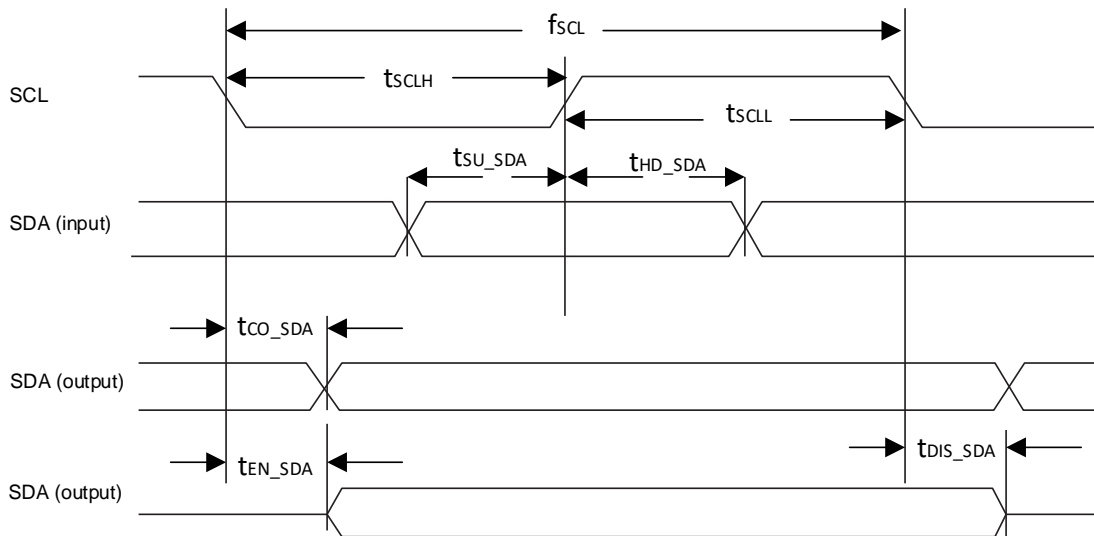 fSCL
tSCLH
SCL
tSCLL
tSU_SDA
tHD_SDA
SDA (input)
tCO_SDA
SDA (output)
tEN_SDA
tDIS_SDA
SDA (output)